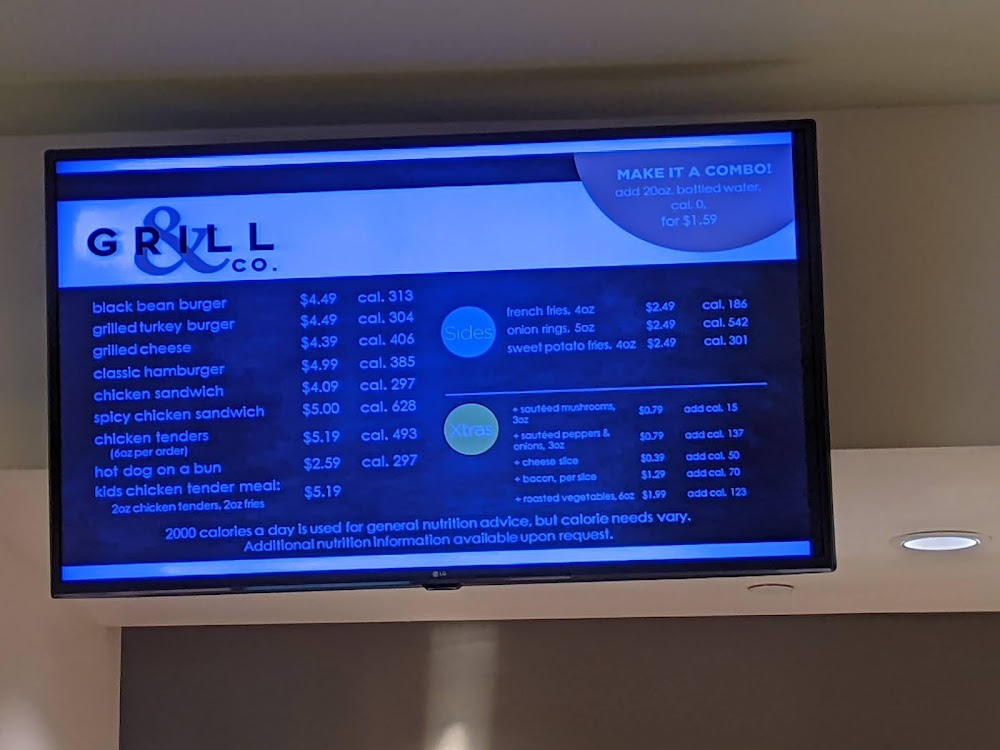 MAKE IT A COMBO!
add 20oz. bottled water,
cal. 0,
for $1.59
GRILL
&
CO.
black bean burger $4.49 cal. 313
grilled turkey burger $4.49 cal. 304
grilled cheese $4.39 cal. 406
classic hamburger $4.99 cal. 385
chicken sandwich $4.09 cal. 297
spicy chicken sandwich $5.00 cal. 628
chicken tenders $5.19 cal. 493
(6oz per order)
hot dog on a bun $2.59 cal. 297
kids chicken tender meal: $5.19
2oz chicken tenders, 2oz fries
Sides
french fries, 4oz $2.49 cal. 186
onion rings, 5oz $2.49 cal. 542
sweet potato fries, 4oz $2.49 cal. 301
Xtras
+ sautéed mushrooms, $0.79 add cal. 15
3oz
+ sautéed peppers & $0.79 add cal. 137
onions, 3oz
+ cheese slice $0.39 add cal. 50
+ bacon, per slice $1.29 add cal. 70
+ roasted vegetables, 6oz $1.99 add cal. 123
2000 calories a day is used for general nutrition advice, but calorie needs vary.
Additional nutrition information available upon request.
LG